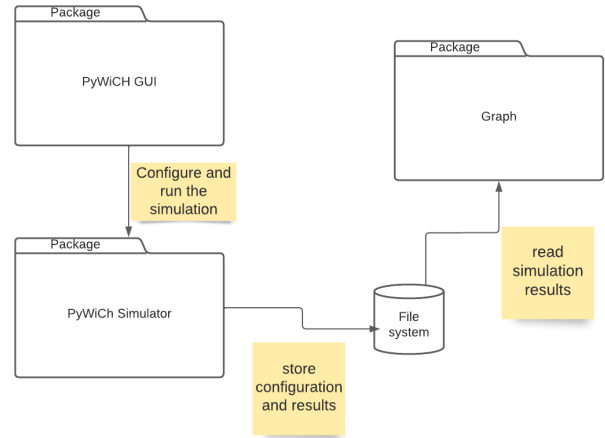 Package
PyWiCH GUI
Package
Graph
Configure and
run the
simulation
Package
PyWiCh Simulator
read
simulation
results
File
system
store
configuration
and results